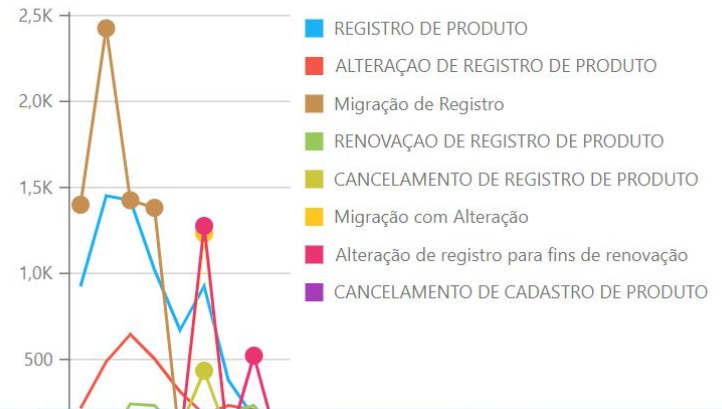 2,5K
2,0K
1,5K
1,0K
500
REGISTRO DE PRODUTO
ALTERAÇAO DE REGISTRO DE PRODUTO
Migração de Registro
RENOVAÇAO DE REGISTRO DE PRODUTO
CANCELAMENTO DE REGISTRO DE PRODUTO
Migração com Alteração
Alteração de registro para fins de renovação
CANCELAMENTO DE CADASTRO DE PRODUTO